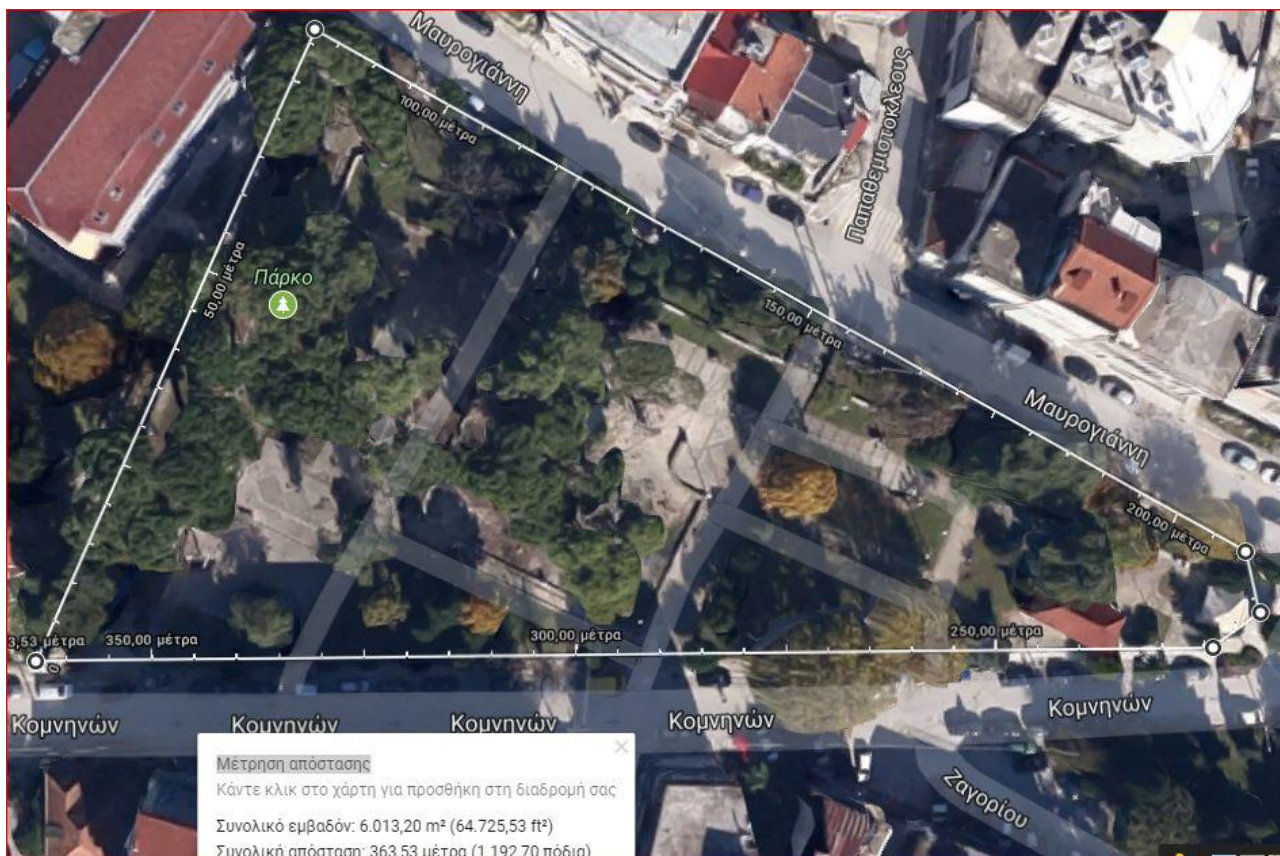 Μαυρογιάννη
Παπαθεμιστοκλεους
100,00 μέτρα
50,00 μέτρα
Πάρκο
150,00 μέτρα
Μαυρογιάννη
200,00 μέτρα
3,53 μέτρα
0
350,00 μέτρα
300,00 μέτρα
250,00 μέτρα
Κομνηνών
Κομνηνών
Κομνηνών
Κομνηνών
Κομνηνών
Ζαγορίου
Μέτρηση απόστασης
Κάντε κλικ στο χάρτη για προσθήκη στη διαδρομή σας
Συνολικό εμβαδόν: 6.013,20 m² (64.725,53 ft²)
Συνολική απόσταση: 363,53 μέτρα (1.192,70 πόδια)